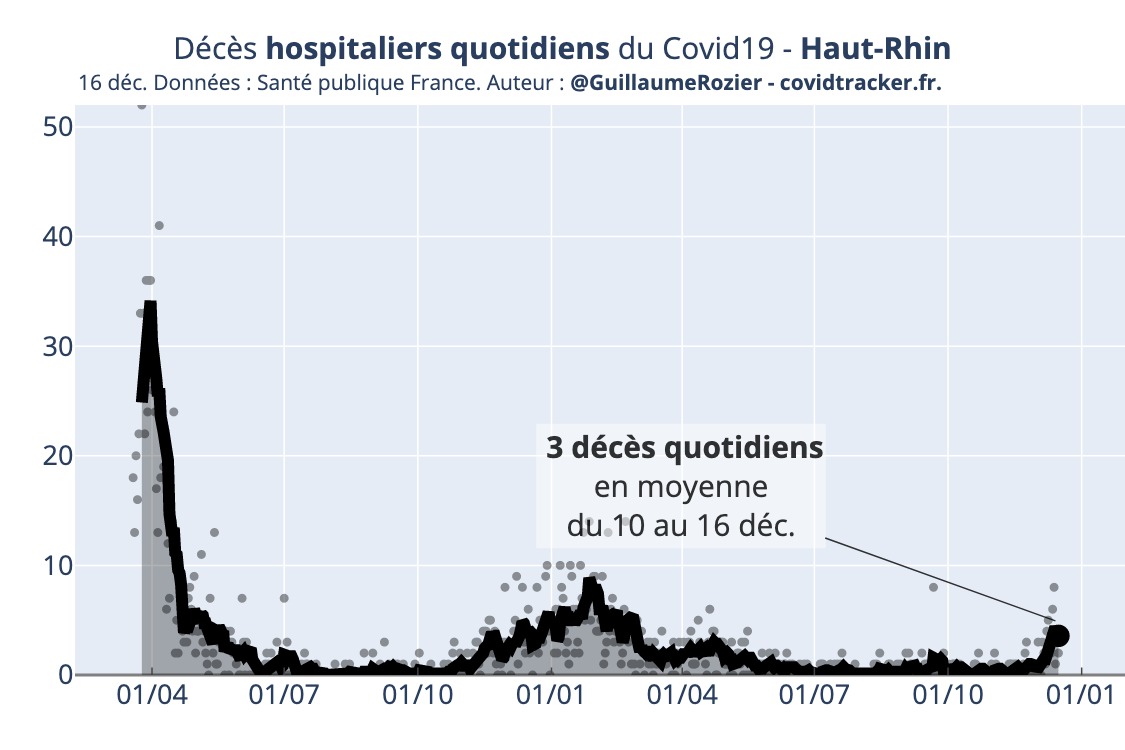 Décès hospitaliers quotidiens du Covid19 - Haut-Rhin
16 déc. Données : Santé publique France. Auteur : @GuillaumeRozier - covidtracker.fr.
50
40
30
20
10
0
3 décès quotidiens
en moyenne
du 10 au 16 déc.
01/04 01/07 01/10 01/01 01/04 01/07 01/10 01/01